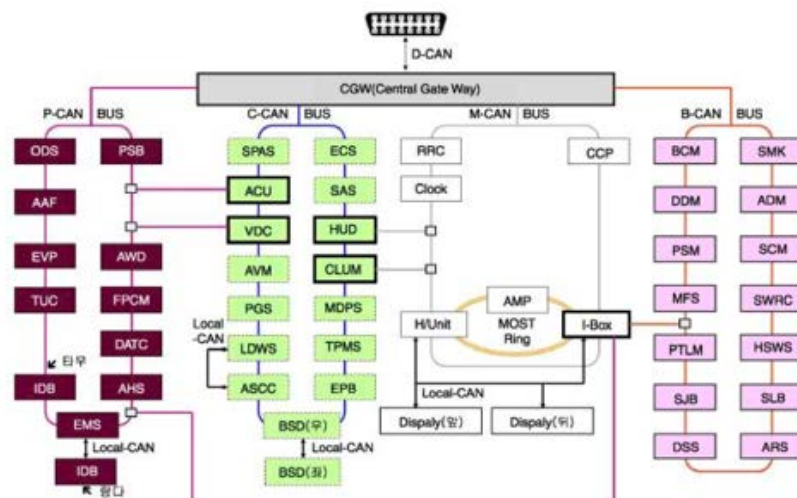 D-CAN
CGW(Central Gate Way)
P-CAN BUS
C-CAN BUS
M-CAN BUS
B-CAN BUS
ODS
PSB
AAF
EVP
AWD
TUC
FPCM
DATC
타우
IDB
AHS
EMS
Local-CAN
IDB
람다
SPAS
ECS
ACU
SAS
VDC
HUD
AVM
CLUM
PGS
MDPS
Local
-CAN
LDWS
TPMS
ASCC
EPB
BSD(우)
Local-CAN
BSD(좌)
RRC
CCP
Clock
AMP
H/Unit
MOST
Ring
I-Box
Local-CAN
Dispaly(앞)
Dispaly(뒤)
BCM
SMK
DDM
ADM
PSM
SCM
MFS
SWRC
PTLM
HSWS
SJB
SLB
DSS
ARS